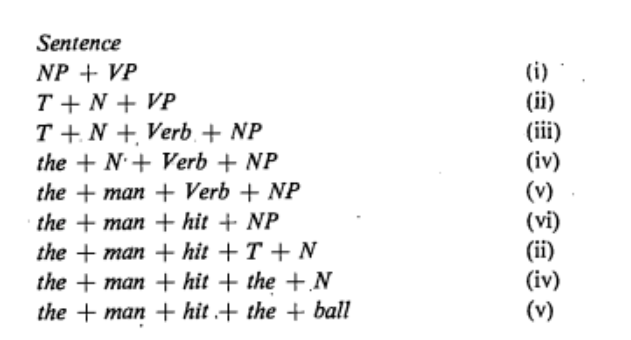 Sentence
NP + VP (i)
T + N + VP (ii)
T + N + Verb + NP (iii)
the + N + Verb + NP (iv)
the + man + Verb + NP (v)
the + man + hit + NP (vi)
the + man + hit + T + N (ii)
the + man + hit + the + N (iv)
the + man + hit + the + ball (v)